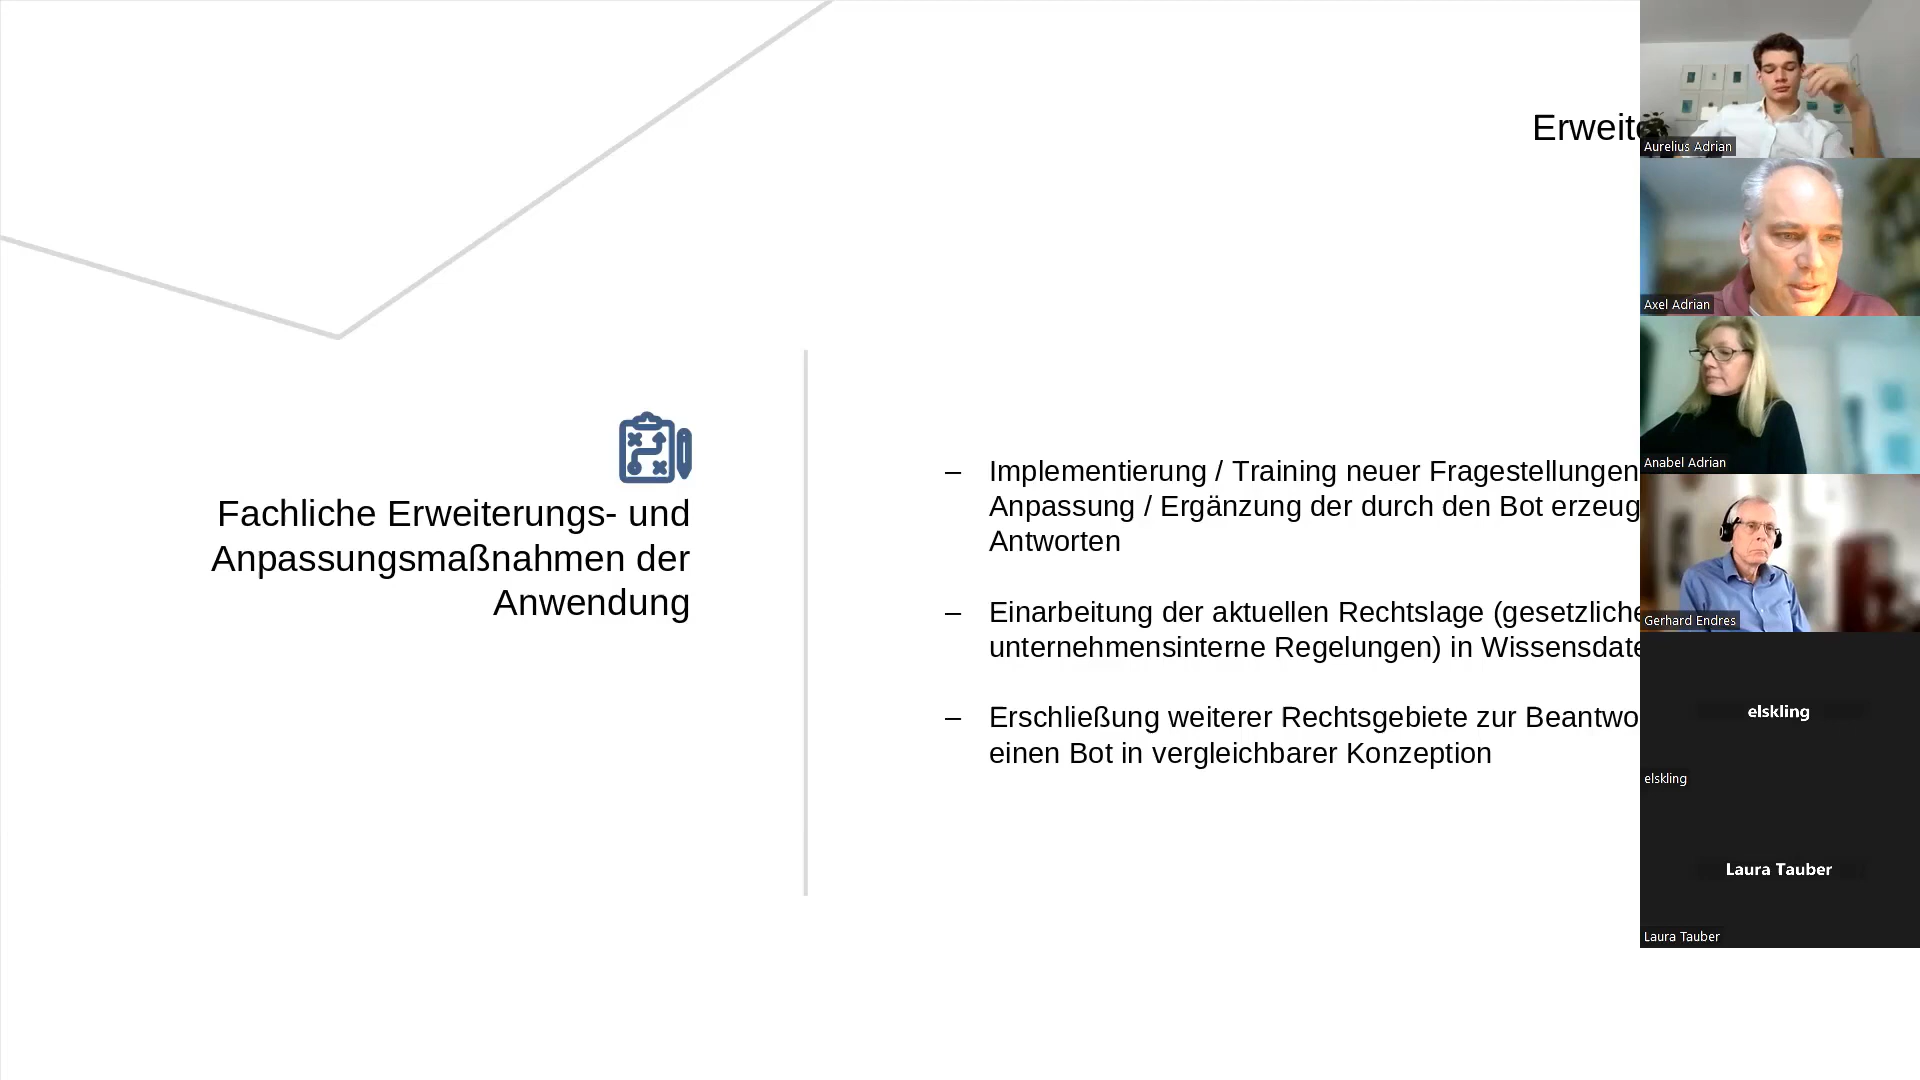 Erweite
Fachliche Erweiterungs- und
Anpassungsmaßnahmen der
Anwendung
– Implementierung / Training neuer Fragestellungen
Anpassung / Ergänzung der durch den Bot erzeug
Antworten
– Einarbeitung der aktuellen Rechtslage (gesetzliche
unternehmensinterne Regelungen) in Wissensdate
– Erschließung weiterer Rechtsgebiete zur Beantwo
einen Bot in vergleichbarer Konzeption
Aurelius Adrian
Axel Adrian
Anabel Adrian
Gerhard Endres
elskling
elskling
Laura Tauber
Laura Tauber